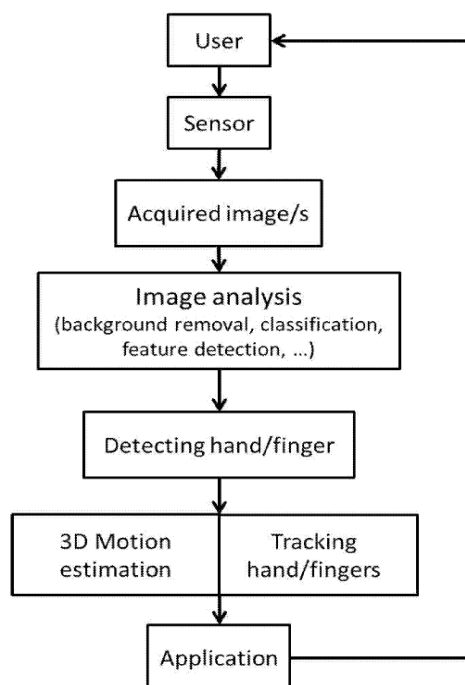 User
Sensor
Acquired image/s
Image analysis
(background removal, classification,
feature detection, ...)
Detecting hand/finger
3D Motion
estimation
Tracking
hand/fingers
Application